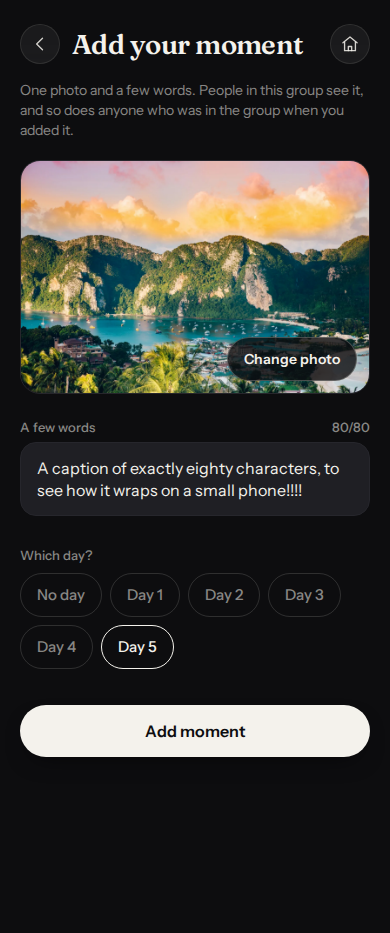 Add your moment
One photo and a few words. People in this group see it,
and so does anyone who was in the group when you
added it.
Change photo
A few words
80/80
A caption of exactly eighty characters, to
see how it wraps on a small phone!!!!
Which day?
No day
Day 1
Day 2
Day 3
Day 4
Day 5
Add moment